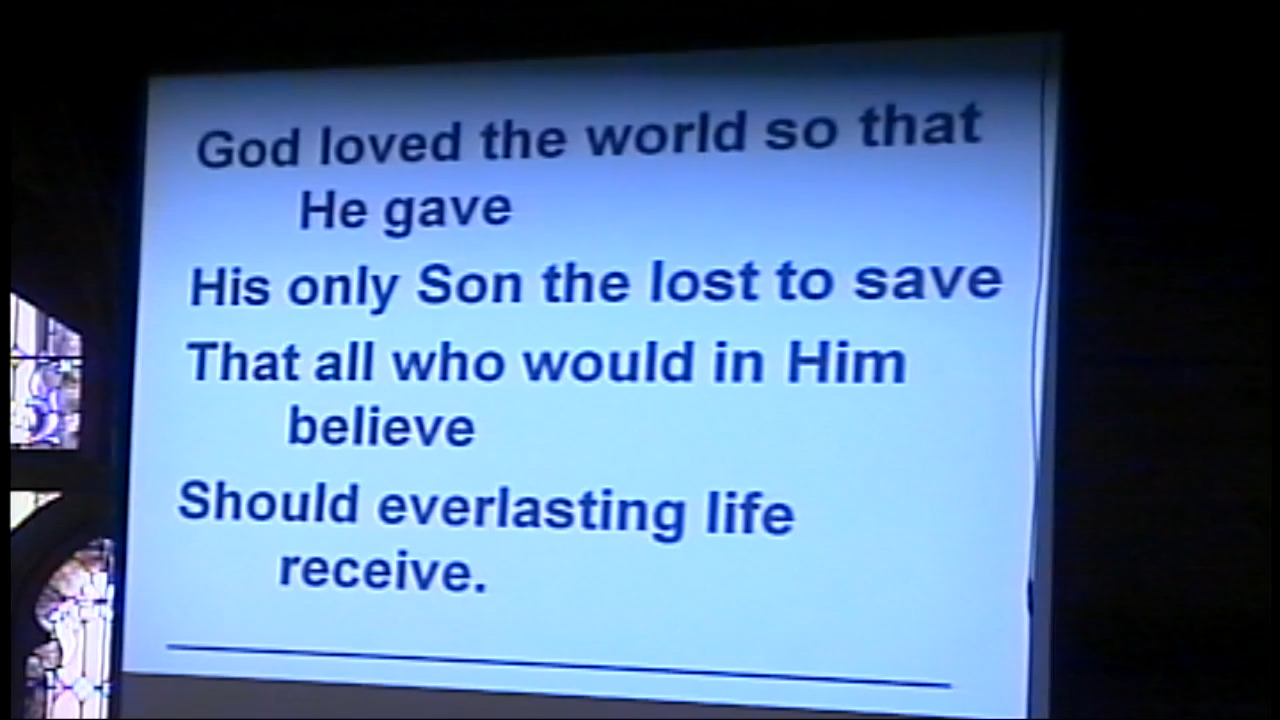 God loved the world so that
He gave
His only Son the lost to save
That all who would in Him
believe
Should everlasting life
receive.